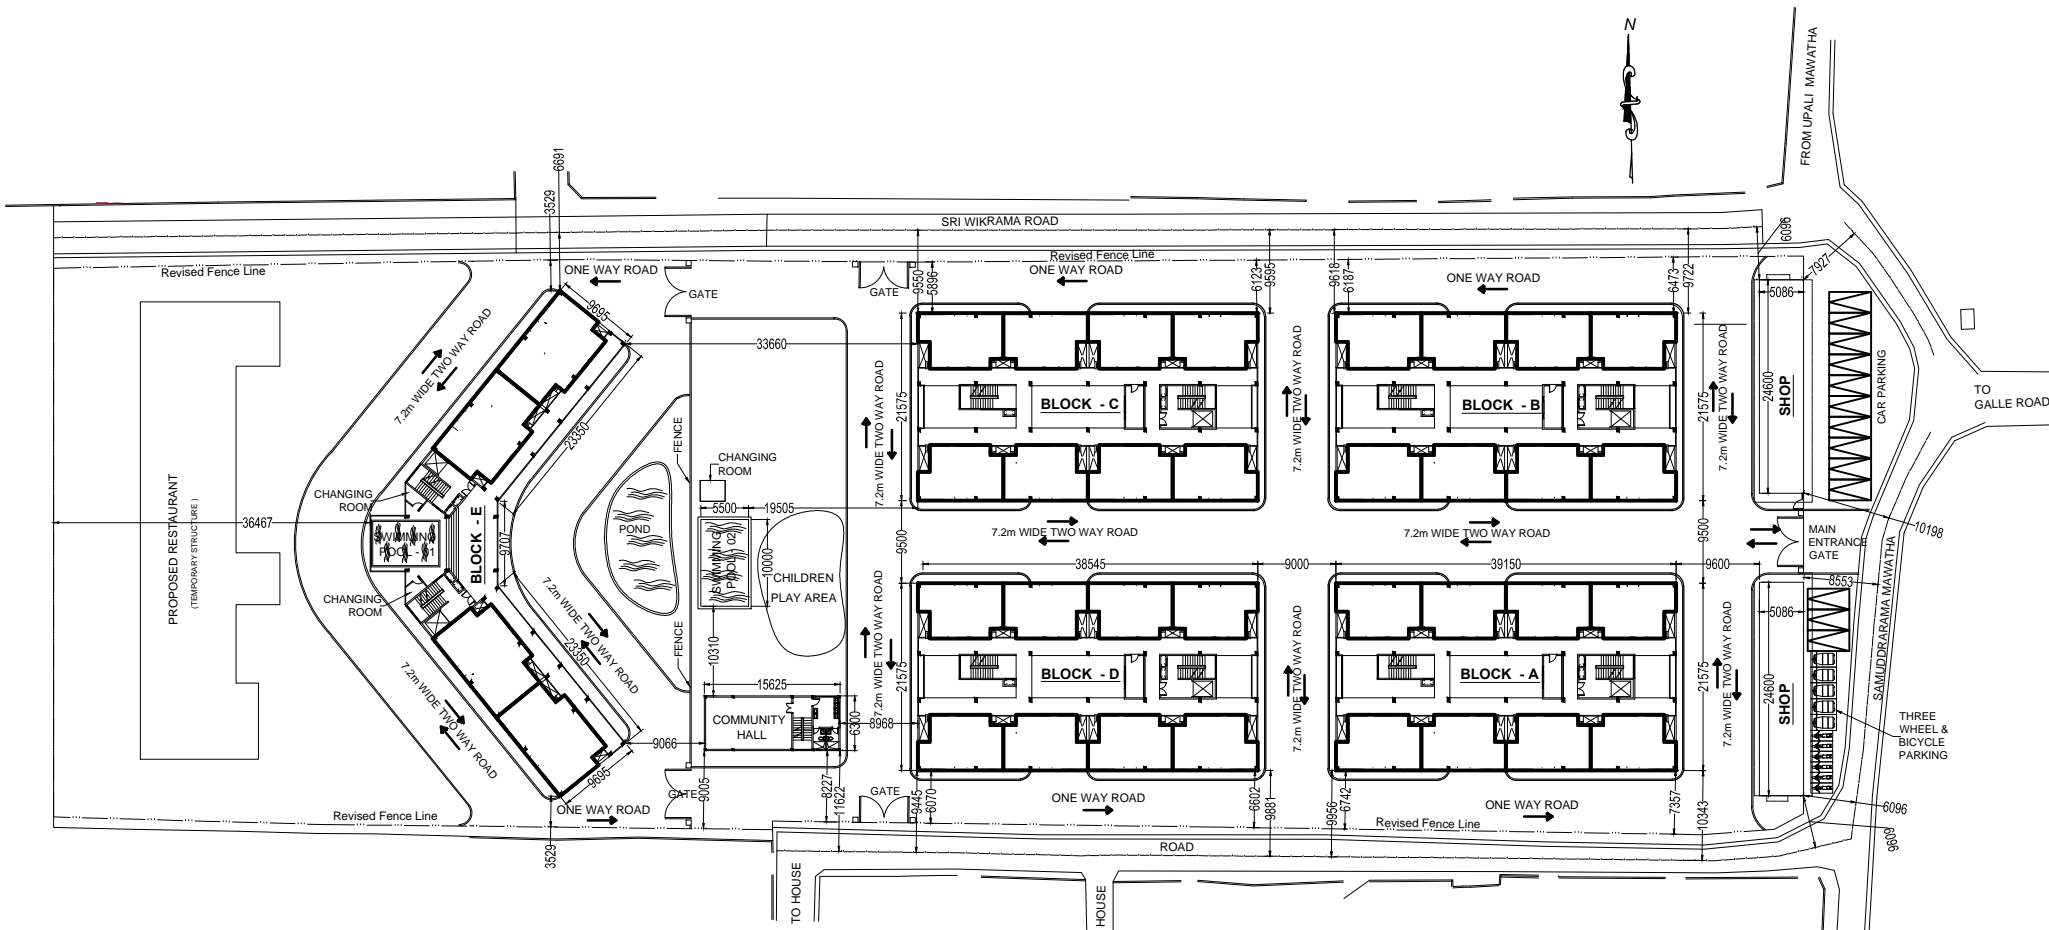 N
FROM UPALI MAWATHA
6691
3529
SRI WIKRAMA ROAD
6096
7927
Revised Fence Line
Revised Fence Line
ONE WAY ROAD
ONE WAY ROAD
ONE WAY ROAD
GATE
GATE
9550
5896
6123
9595
9618
6187
6473
9722
5086
9695
33660
7.2m WIDE TWO WAY ROAD
7.2m WIDE TWO WAY ROAD
7.2m WIDE TWO WAY ROAD
7.2m WIDE TWO WAY ROAD
21575
21575
24600
SHOP
CAR PARKING
TO
GALLE ROAD
BLOCK - C
BLOCK - B
23350
FENCE
CHANGING
ROOM
CHANGING
ROOM
PROPOSED RESTAURANT
(TEMPORARY STRUCTURE)
36467
SWIMMING
POOL - 01
BLOCK - E
9707
POND
5500
19505
SWIMMING
POOL - 02
10000
CHILDREN
PLAY AREA
9500
7.2m WIDE TWO WAY ROAD
7.2m WIDE TWO WAY ROAD
9500
MAIN
ENTRANCE
GATE
10198
38545
9000
39150
9600
8553
5086
CHANGING
ROOM
7.2m WIDE TWO WAY ROAD
7.2m WIDE TWO WAY ROAD
23350
FENCE
10310
7.2m WIDE TWO WAY ROAD
7.2m WIDE TWO WAY ROAD
7.2m WIDE TWO WAY ROAD
21575
21575
24600
SHOP
SAMUDDRARAMA MAWATHA
BLOCK - D
BLOCK - A
15625
COMMUNITY
HALL
6300
8968
9066
THREE
WHEEL &
BICYCLE
PARKING
9695
GATE
GATE
9005
6227
11622
9445
6070
6602
9881
9956
6742
7357
10343
6096
9609
ONE WAY ROAD
ONE WAY ROAD
ONE WAY ROAD
Revised Fence Line
Revised Fence Line
3529
ROAD
TO HOUSE
HOUSE